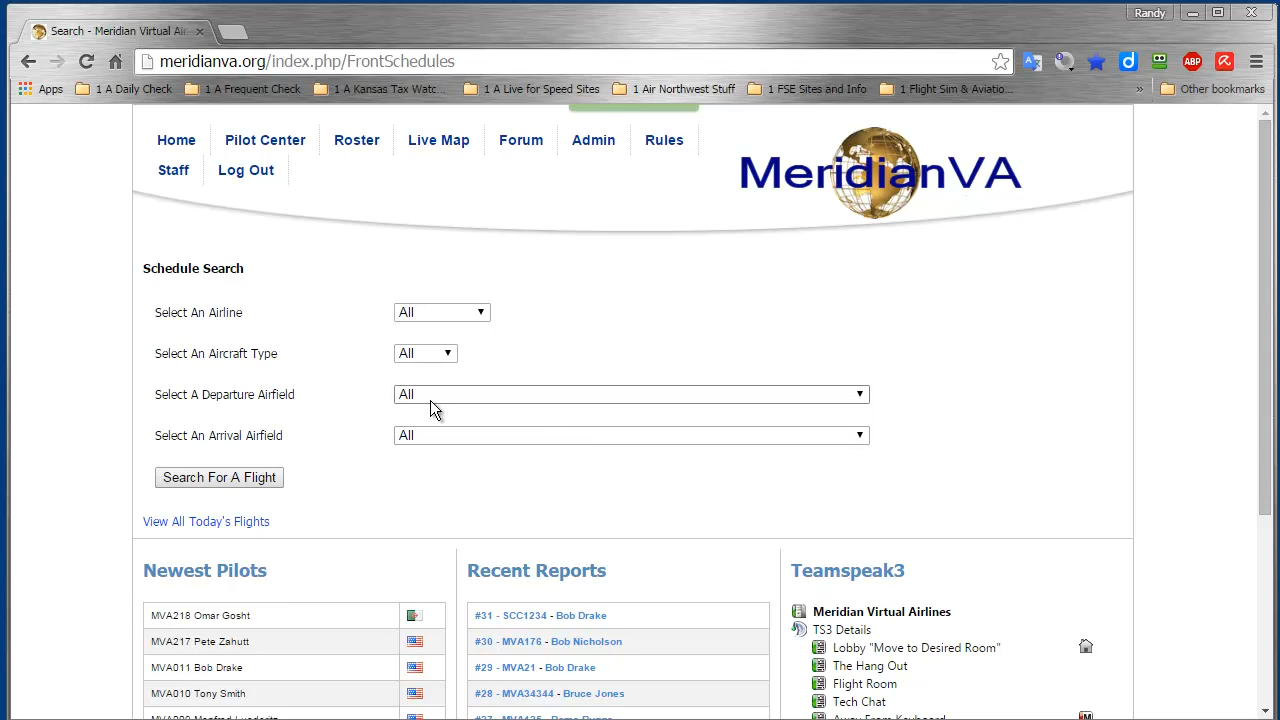 Randy
Search - Meridian Virtual Air
meridianva.org/index.php/FrontSchedules
Apps 1 A Daily Check 1 A Frequent Check 1 A Kansas Tax Watc... 1 A Live for Speed Sites 1 Air Northwest Stuff 1 FSE Sites and Info 1 Flight Sim & Aviatio... » Other bookmarks
Home Pilot Center Roster Live Map Forum Admin Rules
Staff Log Out
MeridianVA
Schedule Search
Select An Airline All
Select An Aircraft Type All
Select A Departure Airfield All
Select An Arrival Airfield All
Search For A Flight
View All Today's Flights
Newest Pilots
MVA218 Omar Gosht
MVA217 Pete Zahutt
MVA011 Bob Drake
MVA010 Tony Smith
Recent Reports
#31 - SCC1234 - Bob Drake
#30 - MVA176 - Bob Nicholson
#29 - MVA21 - Bob Drake
#28 - MVA34344 - Bruce Jones
Teamspeak3
Meridian Virtual Airlines
TS3 Details
Lobby "Move to Desired Room"
The Hang Out
Flight Room
Tech Chat
Away From Keyboard